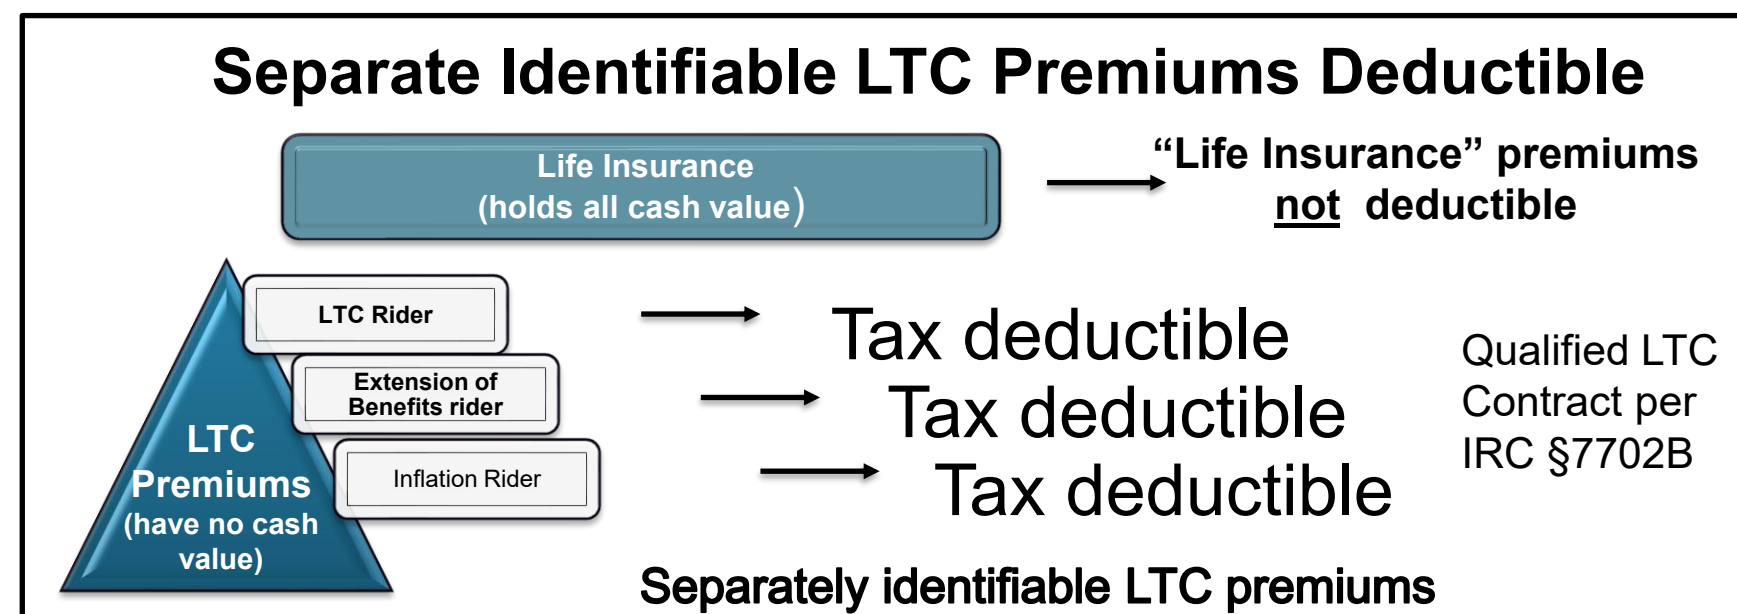 Separate Identifiable LTC Premiums Deductible
Life Insurance
(holds all cash value)
“Life Insurance” premiums
not deductible
LTC Rider
Tax deductible
Extension of
Benefits rider
Tax deductible
Inflation Rider
Tax deductible
Qualified LTC
Contract per
IRC §7702B
LTC
Premiums
(have no cash
value)
Separately identifiable LTC premiums